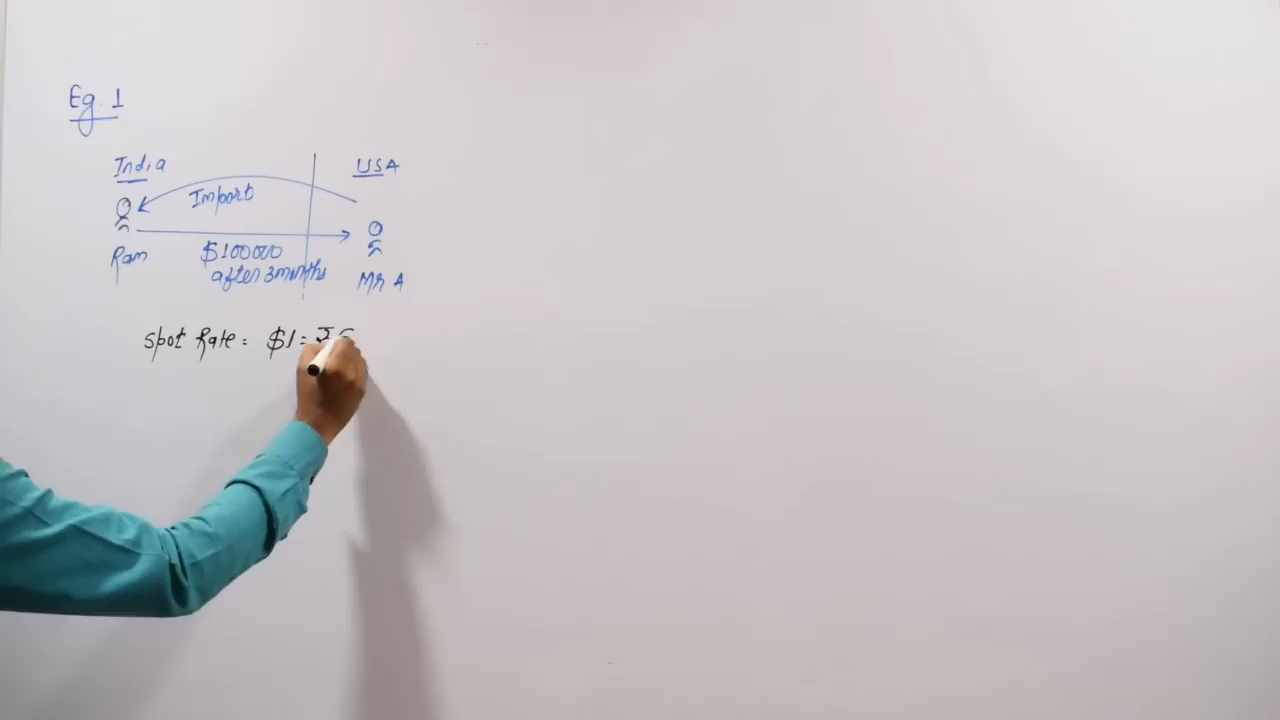 Eg. 1
India
USA
Import
Ram
$100000
after 3 months
Mr A
Spot Rate = $1 = ₹